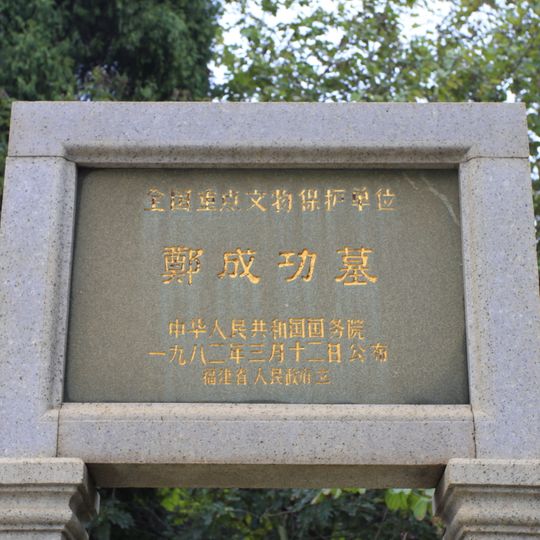 全国重点文物保护单位
鄭成功墓
中华人民共和国国务院
一九八二年三月十二日公布
福建省人民政府立